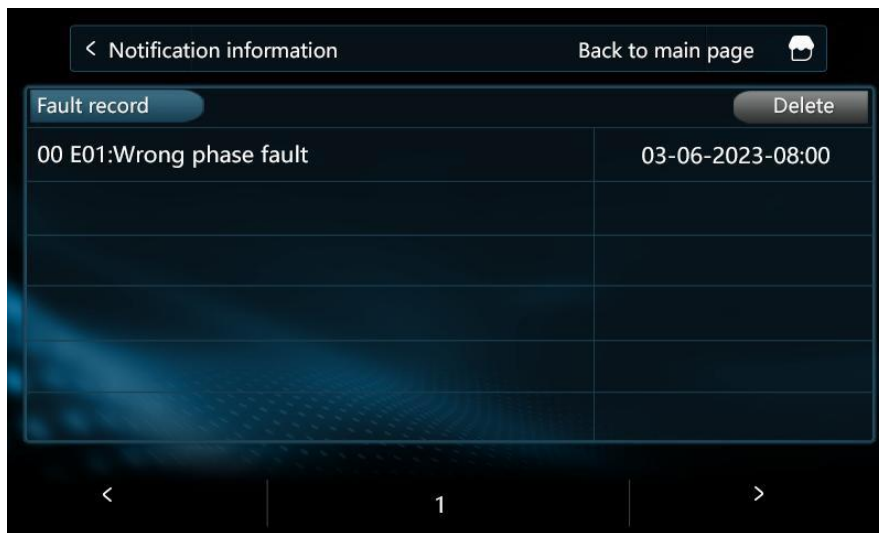 < Notification information Back to main page
Fault record Delete
00 E01:Wrong phase fault 03-06-2023-08:00
< 1 >